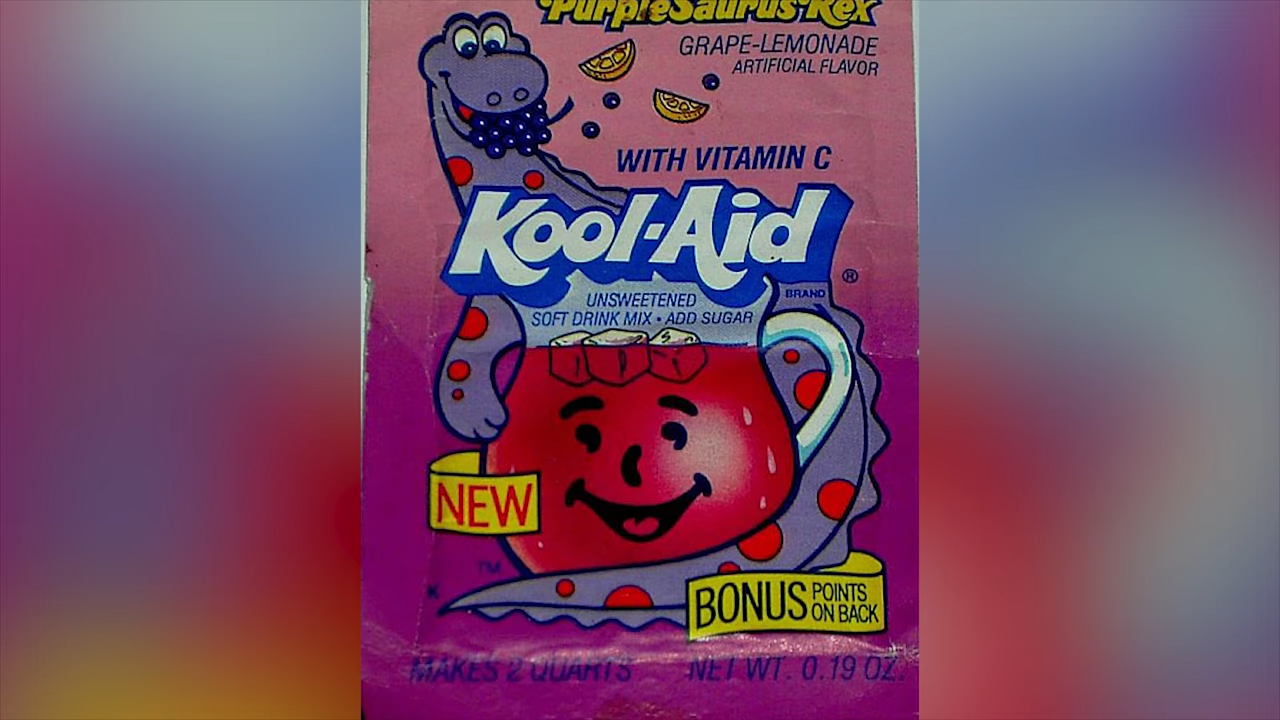 PurpleSaurus Rex
GRAPE-LEMONADE
ARTIFICIAL FLAVOR
WITH VITAMIN C
Kool-Aid
®
BRAND
UNSWEETENED
SOFT DRINK MIX • ADD SUGAR
NEW
TM
K
BONUS POINTS
ON BACK
MAKES 2 QUARTS NET WT. 0.19 OZ.